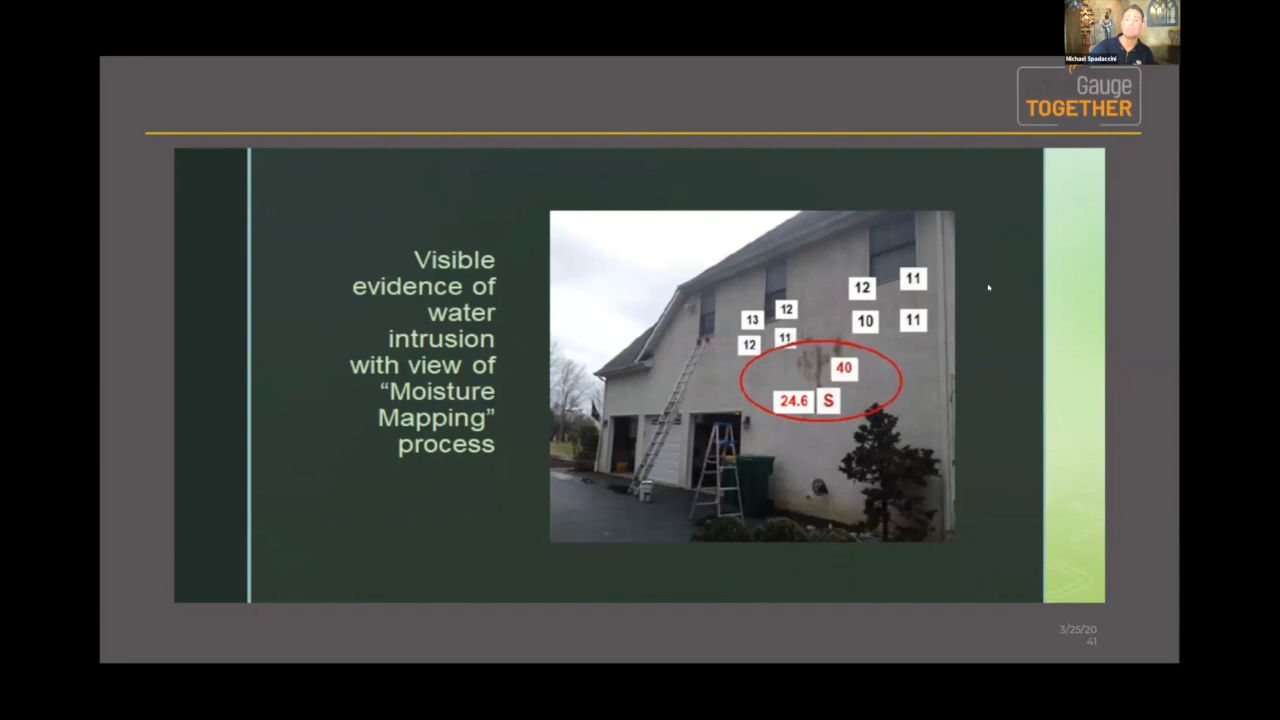 Michael Spadaccini
Gauge
TOGETHER
Visible
evidence of
water
intrusion
with view of
“Moisture
Mapping”
process
12
11
13
12
10
11
12
11
40
24.6
S
3/25/20
41